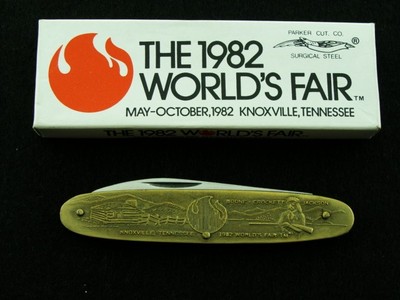 PARKER CUT. CO.
®
SURGICAL STEEL
THE 1982
WORLD'S FAIR™
MAY-OCTOBER, 1982 KNOXVILLE, TENNESSEE
THE 1982 WORLD'S FAIR
KNOXVILLE, TENNESSEE 1982 WORLD'S FAIR TM